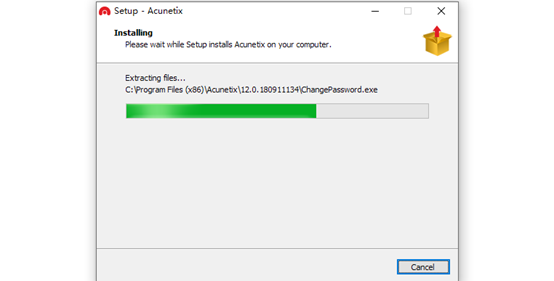 Setup - Acunetix
Installing
Please wait while Setup installs Acunetix on your computer.
Extracting files...
C:\Program Files (x86)\Acunetix\12.0.180911134\ChangePassword.exe
Cancel